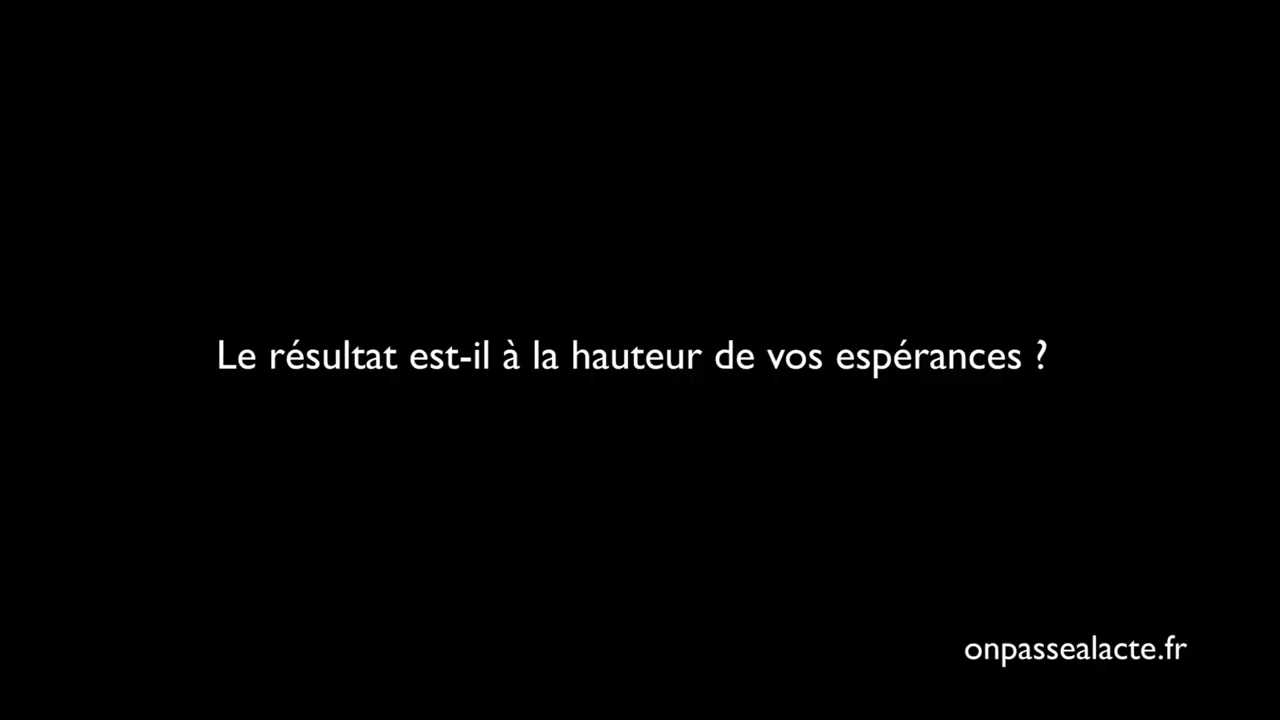 Le résultat est-il à la hauteur de vos espérances ?
onpassealacte.fr